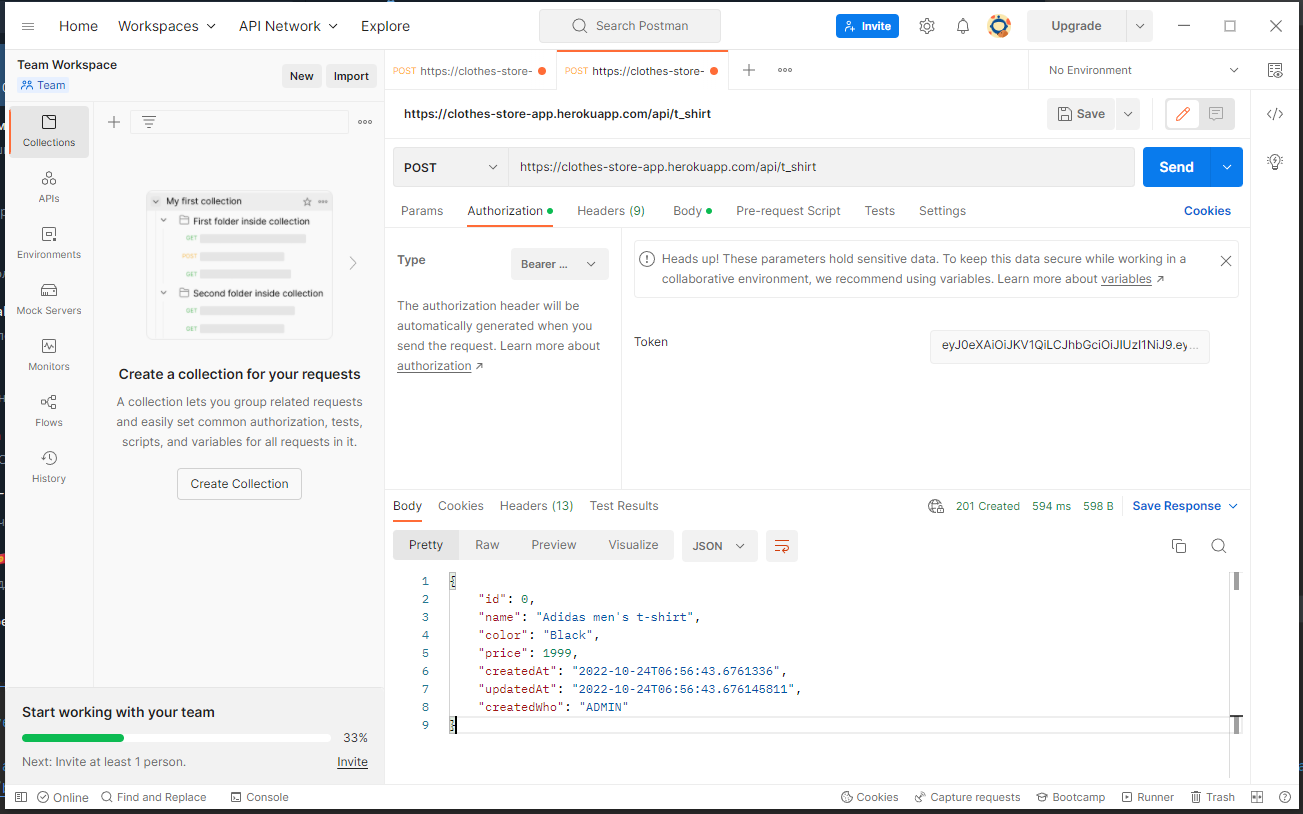 Home Workspaces API Network Explore Search Postman Invite Upgrade
Team Workspace
Team
New Import
POST https://clothes-store- POST https://clothes-store- No Environment
https://clothes-store-app.herokuapp.com/api/t_shirt Save
POST https://clothes-store-app.herokuapp.com/api/t_shirt Send
Params Authorization Headers (9) Body Pre-request Script Tests Settings Cookies
Collections
APIs
Environments
Mock Servers
Monitors
Flows
History
My first collection
First folder inside collection
GET
POST
GET
Second folder inside collection
GET
GET
Create a collection for your requests
A collection lets you group related requests
and easily set common authorization, tests,
scripts, and variables for all requests in it.
Create Collection
Start working with your team
33%
Next: Invite at least 1 person. Invite
Type Bearer ...
The authorization header will be
automatically generated when you
send the request. Learn more about
authorization ↗
Heads up! These parameters hold sensitive data. To keep this data secure while working in a
collaborative environment, we recommend using variables. Learn more about variables ↗
Token eyJ0eXAiOiJKV1QiLCJhbGciOiJIUzI1NiJ9.ey...
Body Cookies Headers (13) Test Results 201 Created 594 ms 598 B Save Response
Pretty Raw Preview Visualize JSON
1 {
2 "id": 0,
3 "name": "Adidas men's t-shirt",
4 "color": "Black",
5 "price": 1999,
6 "createdAt": "2022-10-24T06:56:43.6761336",
7 "updatedAt": "2022-10-24T06:56:43.676145811",
8 "createdWho": "ADMIN"
9 }
Online Find and Replace Console Cookies Capture requests Bootcamp Runner Trash